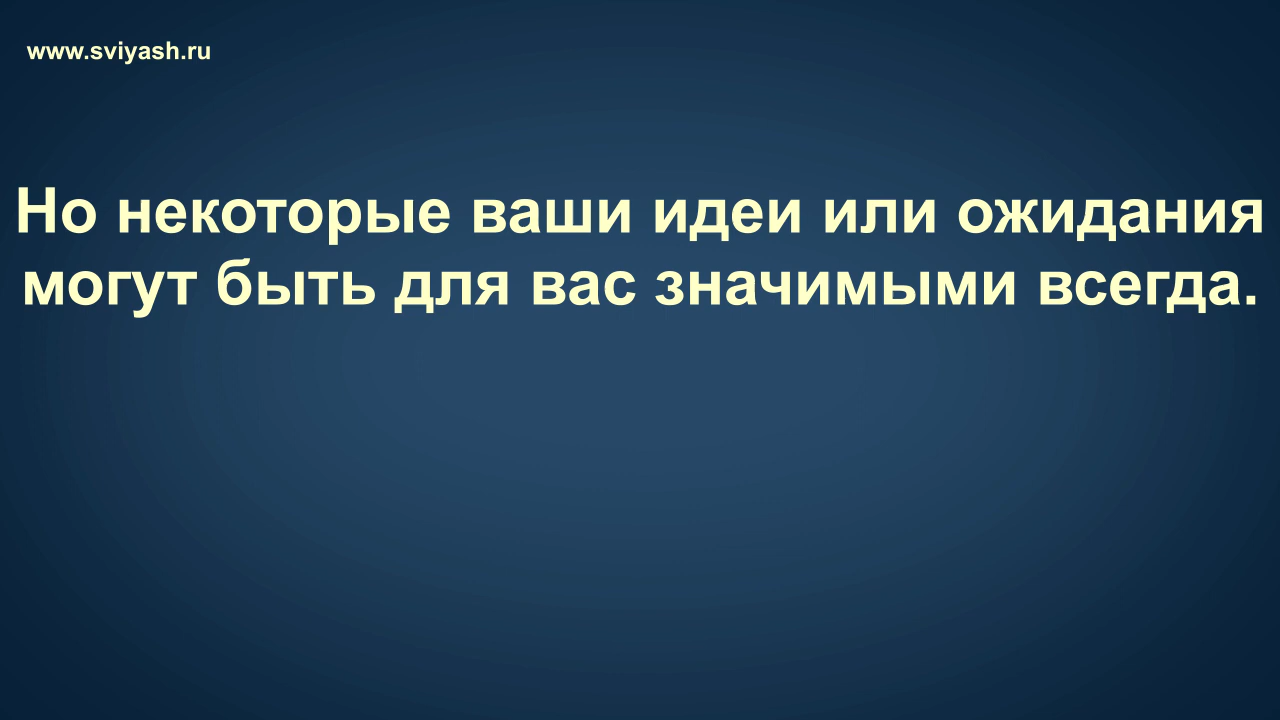 www.sviyash.ru
Но некоторые ваши идеи или ожидания
могут быть для вас значимыми всегда.